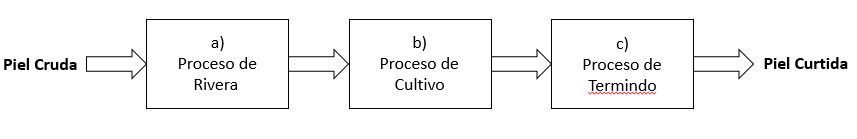 Piel Cruda
a)
Proceso de
Rivera
b)
Proceso de
Cultivo
c)
Proceso de
Termindo
Piel Curtida